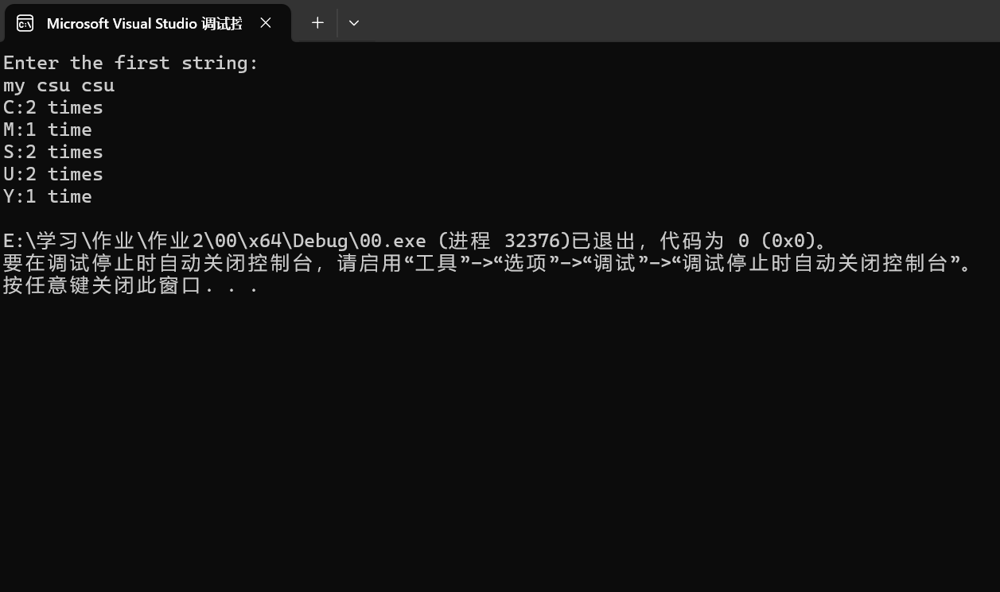 Microsoft Visual Studio 调试控
Enter the first string:
my csu csu
C:2 times
M:1 time
S:2 times
U:2 times
Y:1 time
E:\学习\作业\作业2\00\x64\Debug\00.exe (进程 32376)已退出，代码为 0 (0x0)。
要在调试停止时自动关闭控制台，请启用“工具”->“选项”->“调试”->“调试停止时自动关闭控制台”。
按任意键关闭此窗口. . .